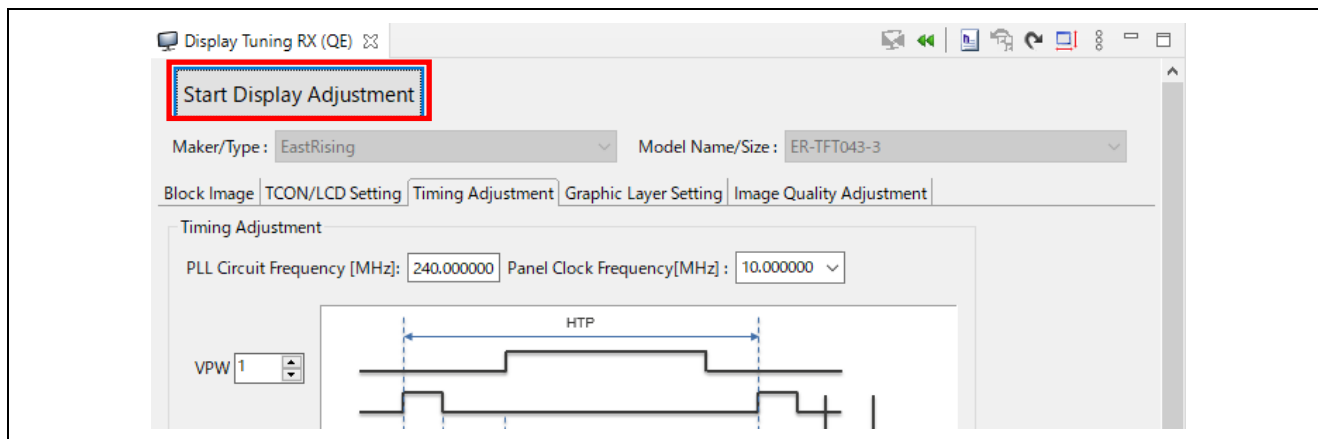 Display Tuning RX (QE)
Start Display Adjustment
Maker/Type : EastRising Model Name/Size : ER-TFT043-3
Block Image TCON/LCD Setting Timing Adjustment Graphic Layer Setting Image Quality Adjustment
Timing Adjustment
PLL Circuit Frequency [MHz]: 240.000000 Panel Clock Frequency[MHz] : 10.000000
HTP
VPW 1